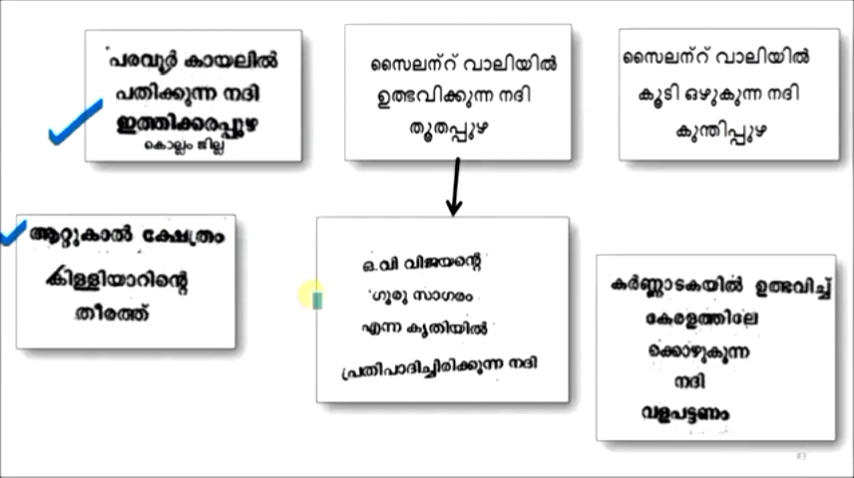 പരവൂർ കായലിൽ
പതിക്കുന്ന നദി
ഇത്തിക്കരപ്പുഴ
കൊല്ലം ജില്ല
സൈലന്റ് വാലിയിൽ
ഉത്ഭവിക്കുന്ന നദി
തൂതപ്പുഴ
സൈലന്റ് വാലിയിൽ
കൂടി ഒഴുകുന്ന നദി
കുന്തിപ്പുഴ
ആറ്റുകാൽ ക്ഷേത്രം
കിള്ളിയാറിന്റെ
തീരത്ത്
ഒ.വി വിജയന്റെ
'ഗുരു സാഗരം
എന്ന കൃതിയിൽ
പ്രതിപാദിച്ചിരിക്കുന്ന നദി
കർണ്ണാടകയിൽ ഉത്ഭവിച്ച്
കേരളത്തിലേ
ക്കൊഴുകുന്ന
നദി
വളപട്ടണം